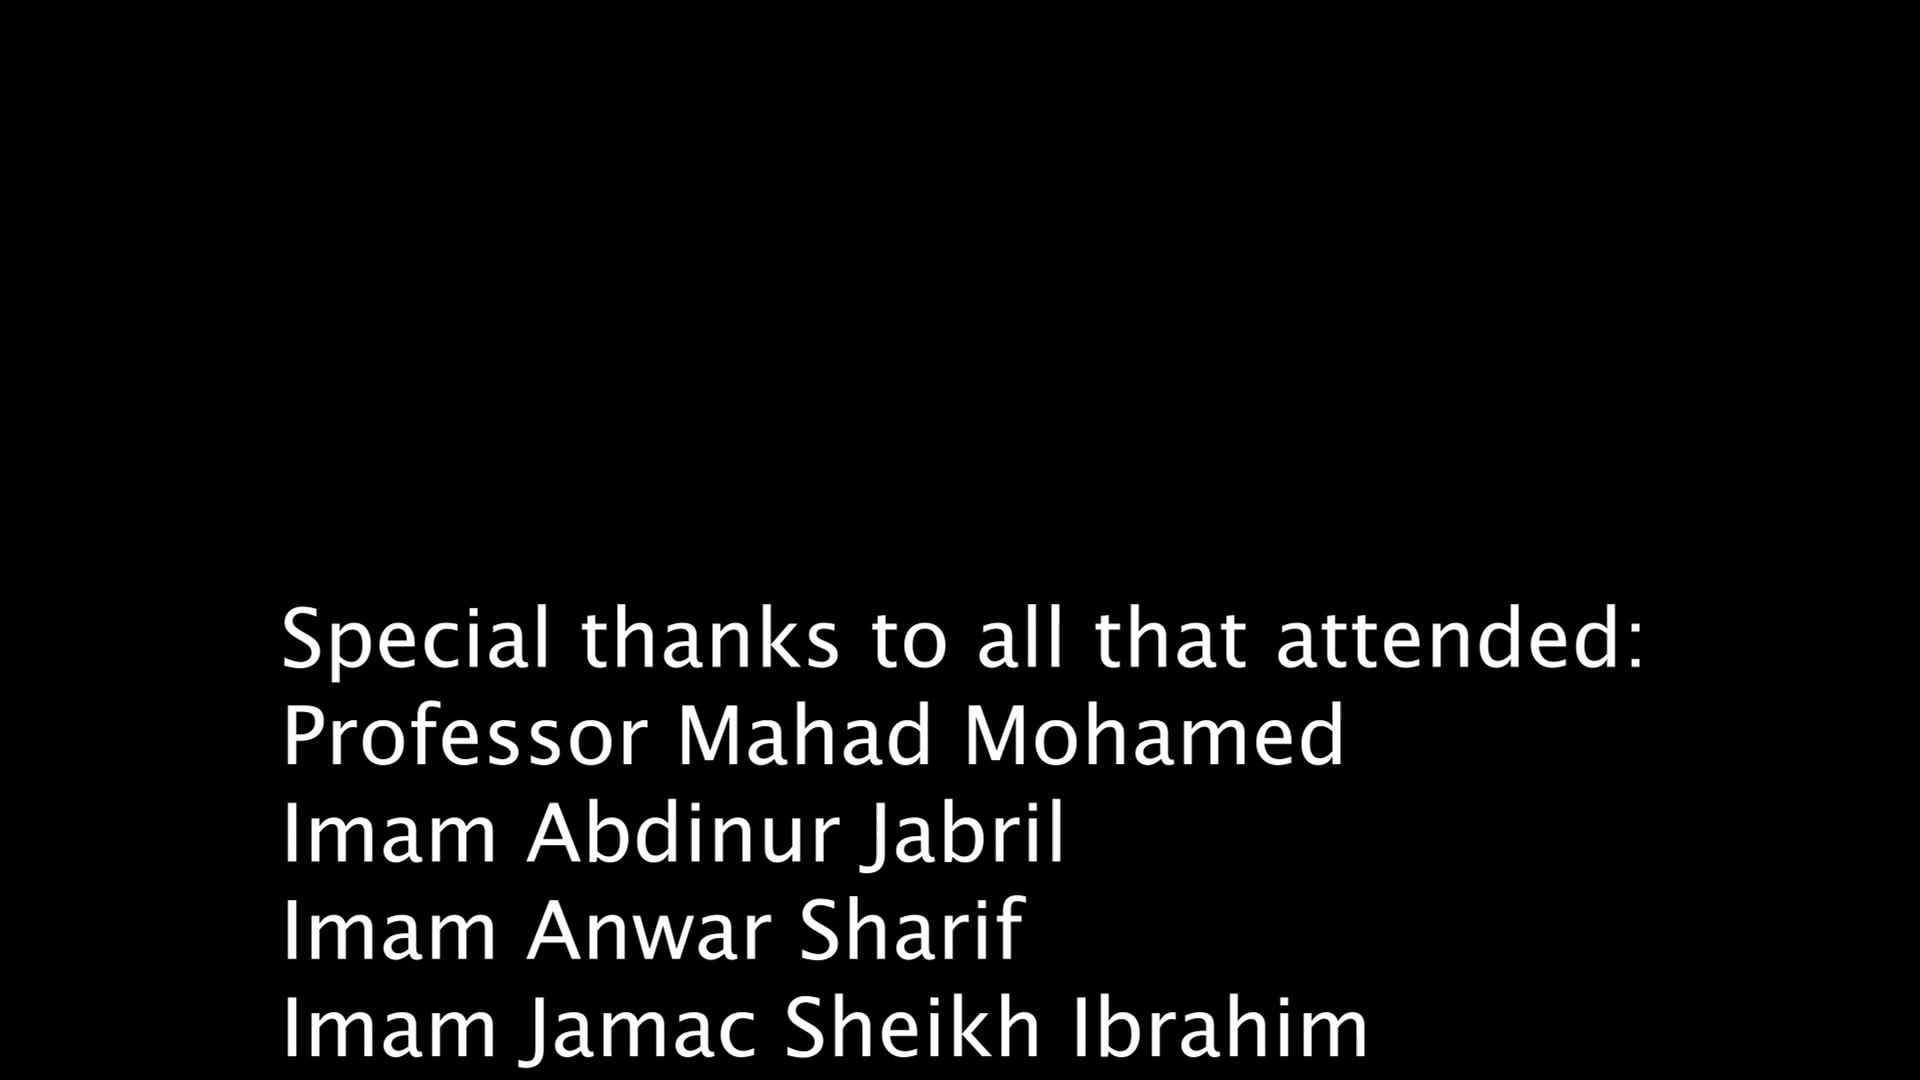 Special thanks to all that attended:
Professor Mahad Mohamed
Imam Abdinur Jabril
Imam Anwar Sharif
Imam Jamac Sheikh Ibrahim